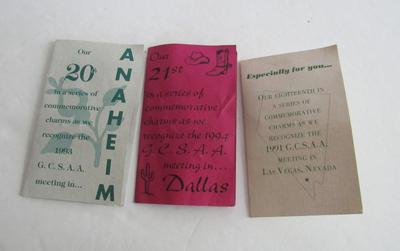 Our
20th
in a series of
commemorative
charms as we
recognize the
1993
G.C.S.A.A.
meeting in...
ANAHEIM
Our
21st
in a series of
commemorative
charms as we
recognize the 1994
G.C.S.A.A.
meeting in...
Dallas
Especially for you...
OUR EIGHTEENTH IN
A SERIES OF
COMMEMORATIVE
CHARMS AS WE
RECOGNIZE THE
1991 G.C.S.A.A.
MEETING IN
LAS VEGAS, NEVADA